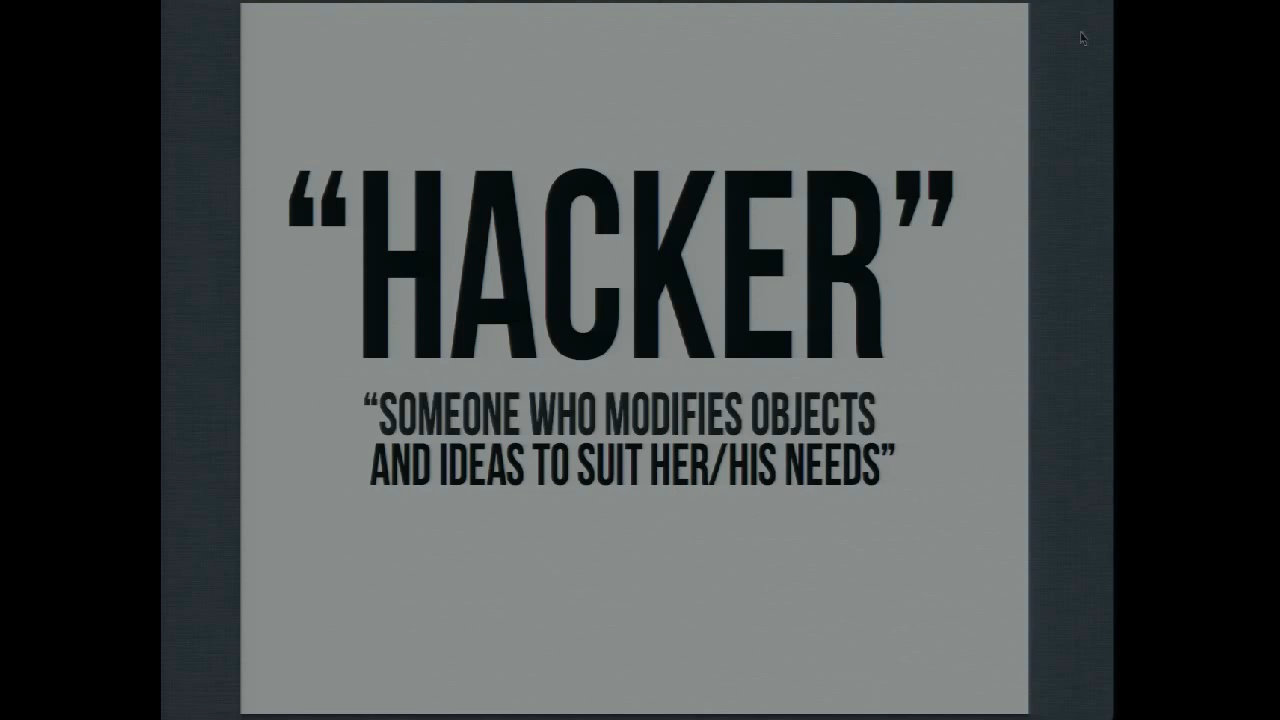 “HACKER”
“SOMEONE WHO MODIFIES OBJECTS
AND IDEAS TO SUIT HER/HIS NEEDS”